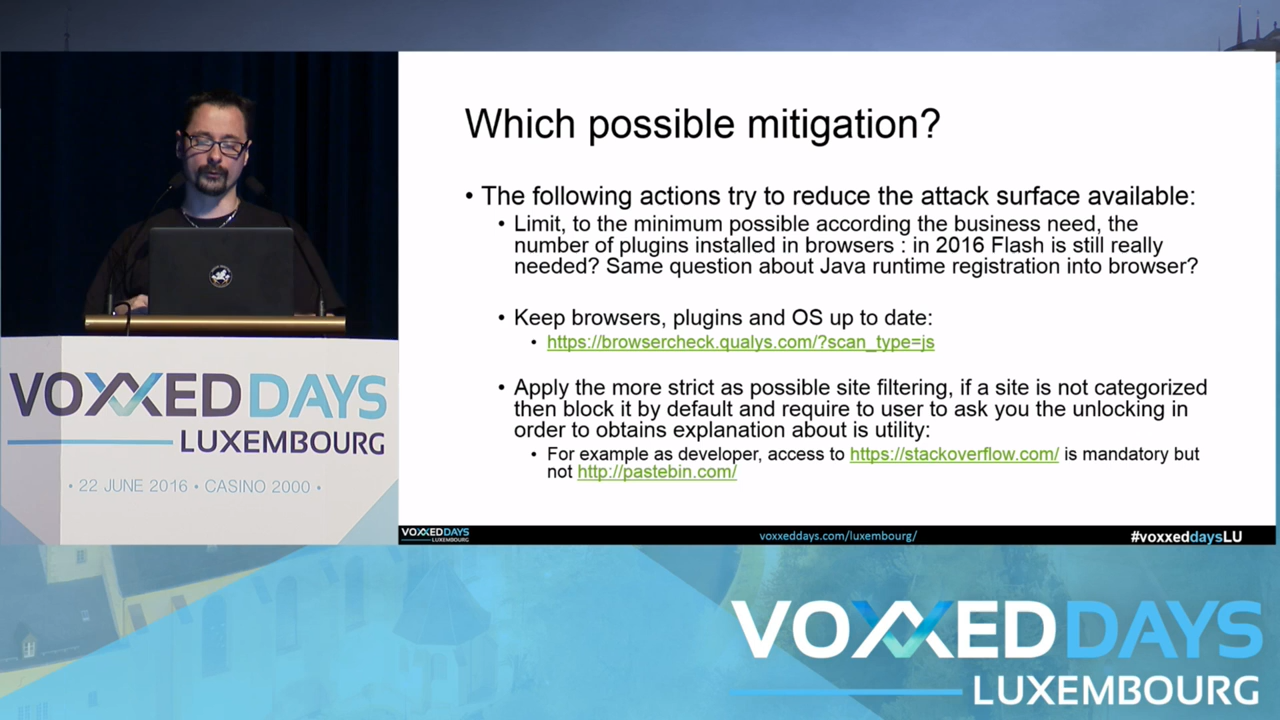 Which possible mitigation?
• The following actions try to reduce the attack surface available:
• Limit, to the minimum possible according the business need, the
number of plugins installed in browsers : in 2016 Flash is still really
needed? Same question about Java runtime registration into browser?
• Keep browsers, plugins and OS up to date:
• https://browsercheck.qualys.com/?scan_type=js
• Apply the more strict as possible site filtering, if a site is not categorized
then block it by default and require to user to ask you the unlocking in
order to obtains explanation about is utility:
• For example as developer, access to https://stackoverflow.com/ is mandatory but
not http://pastebin.com/
VOXXED DAYS
LUXEMBOURG
voxxeddays.com/luxembourg/
#voxxeddaysLU
VOXXED DAYS
LUXEMBOURG
• 22 JUNE 2016 • CASINO 2000 •
VOXXED DAYS
LUXEMBOURG